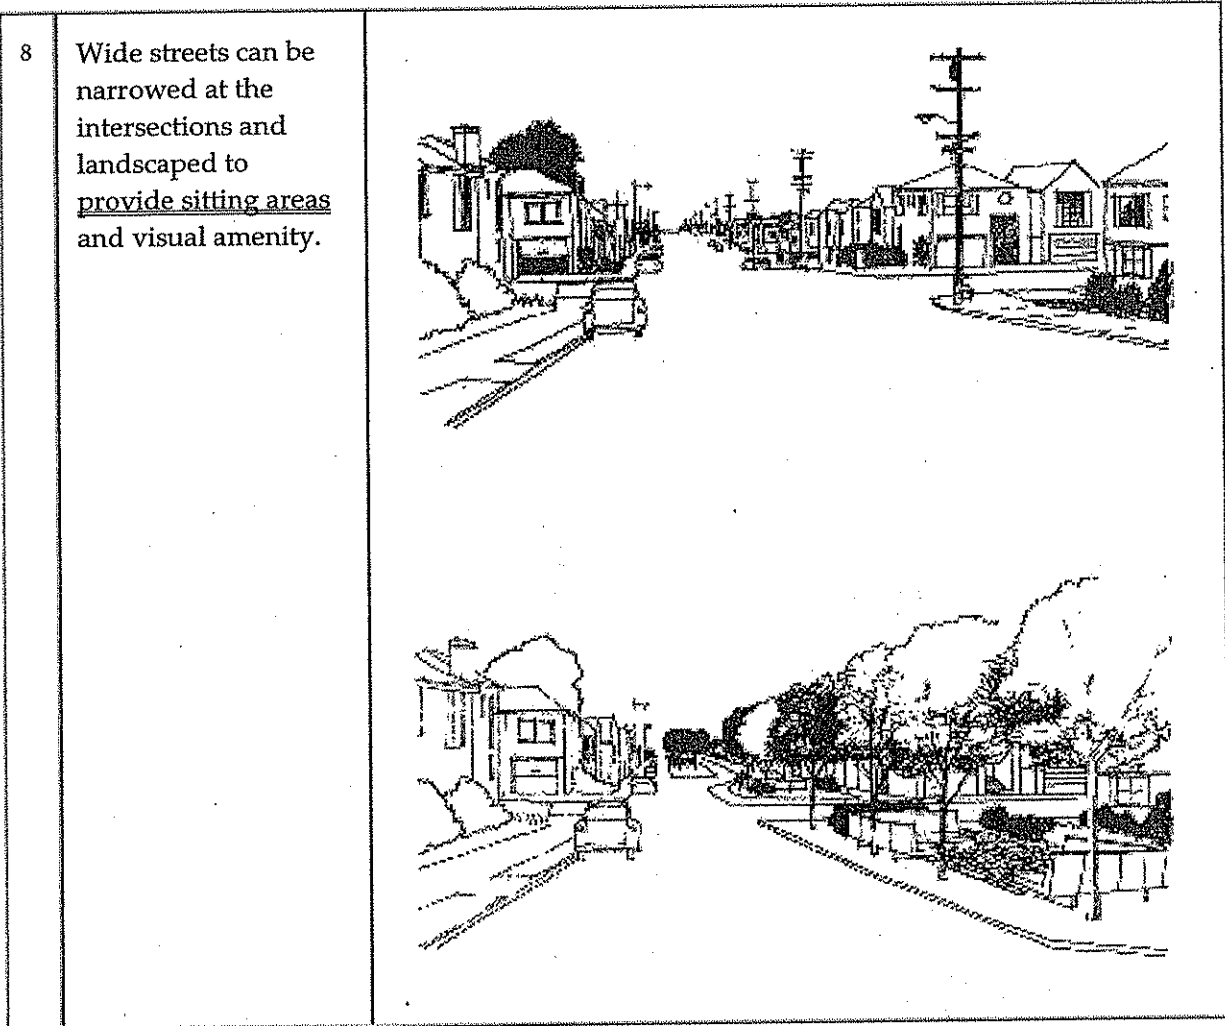 8
Wide streets can be
narrowed at the
intersections and
landscaped to
provide sitting areas
and visual amenity.